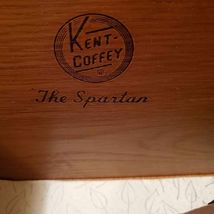 KENT-
COFFEY
The Spartan